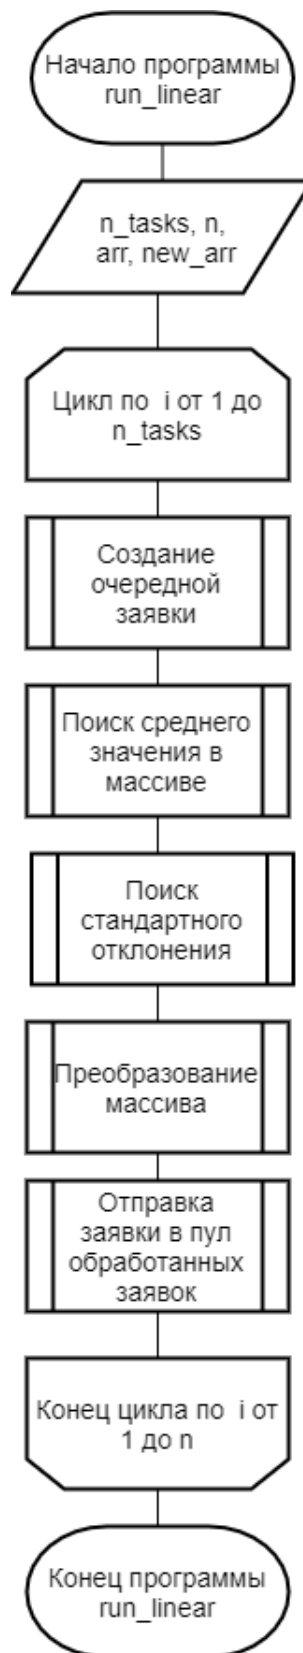 Начало программы
run_linear
n_tasks, n,
arr, new_arr
Цикл по i от 1 до
n_tasks
Создание
очередной
заявки
Поиск среднего
значения в
массиве
Поиск
стандартного
отклонения
Преобразование
массива
Отправка
заявки в пул
обработанных
заявок
Конец цикла по i от
1 до n
Конец программы
run_linear